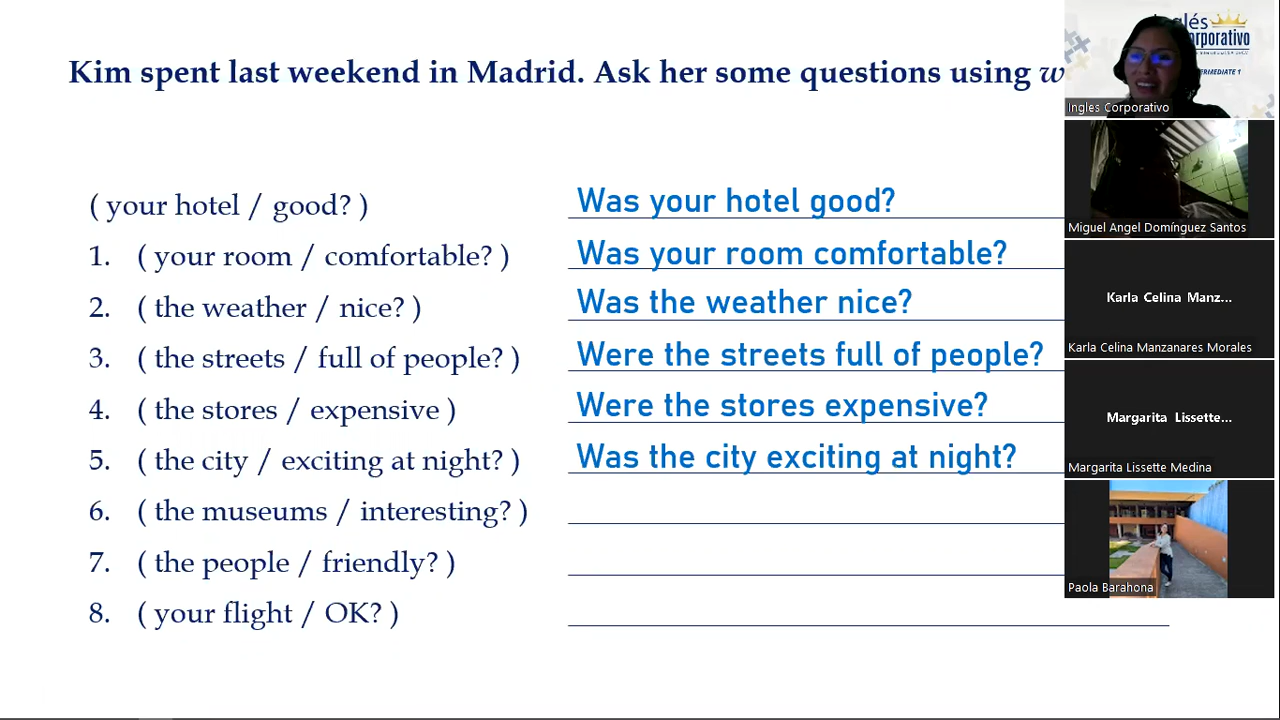 Kim spent last weekend in Madrid. Ask her some questions using
( your hotel / good? ) Was your hotel good?
1. ( your room / comfortable? ) Was your room comfortable?
2. ( the weather / nice? ) Was the weather nice?
3. ( the streets / full of people? ) Were the streets full of people?
4. ( the stores / expensive ) Were the stores expensive?
5. ( the city / exciting at night? ) Was the city exciting at night?
6. ( the museums / interesting? )
7. ( the people / friendly? )
8. ( your flight / OK? )
Ingles Corporativo
Miguel Angel Domínguez Santos
Karla Celina Manz...
Karla Celina Manzanares Morales
Margarita Lissette...
Margarita Lissette Medina
Paola Barahona